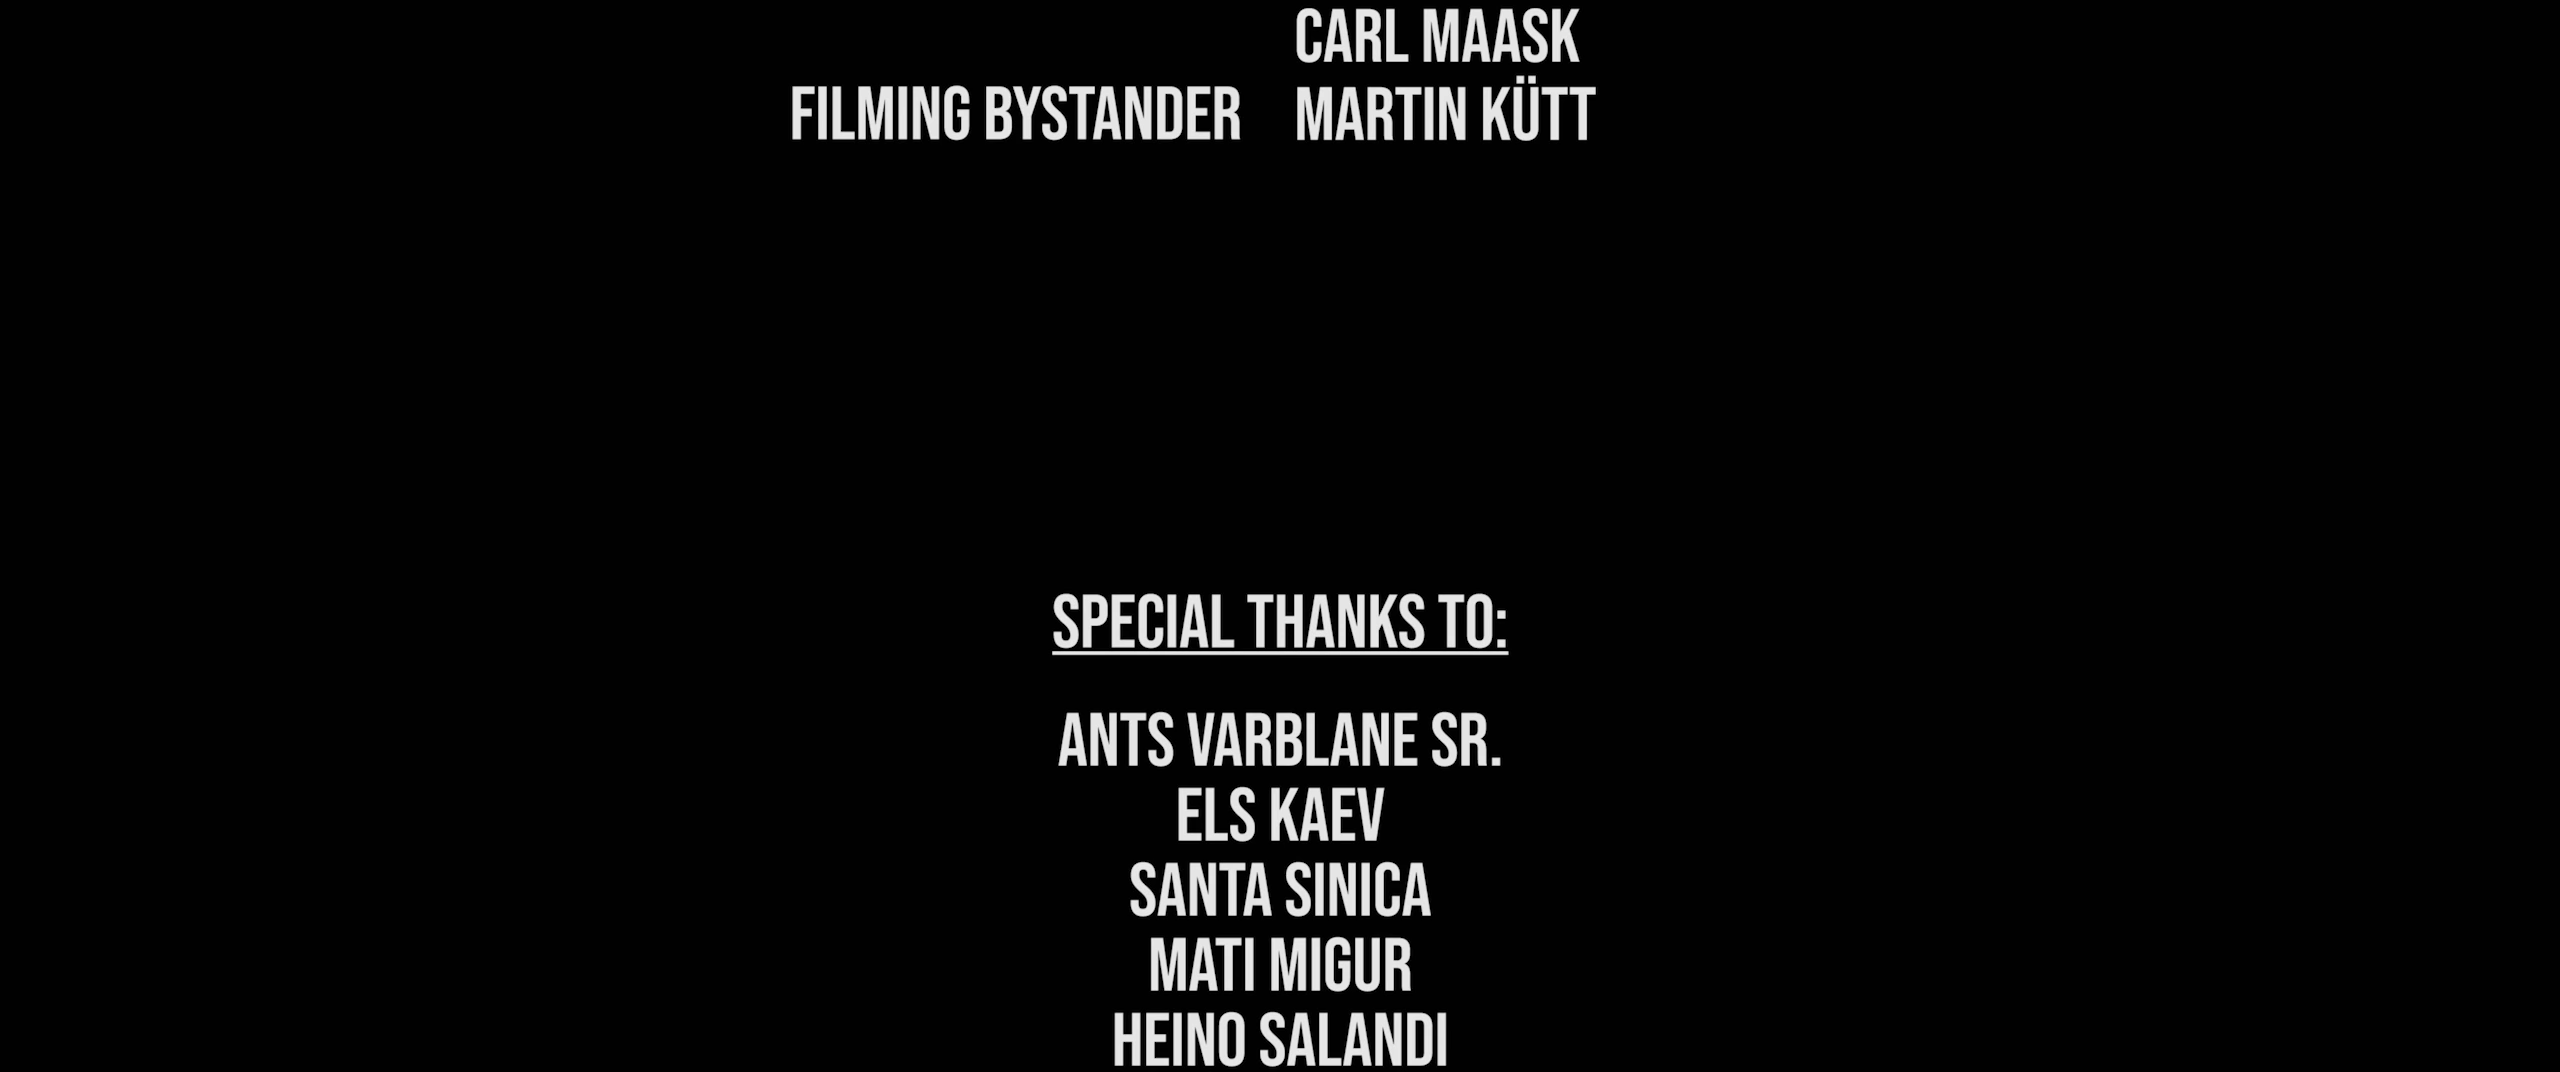 CARL MAASK
FILMING BYSTANDER MARTIN KÜTT
SPECIAL THANKS TO:
ANTS VARBLANE SR.
ELS KAEV
SANTA SINICA
MATI MIGUR
HEINO SALANDI